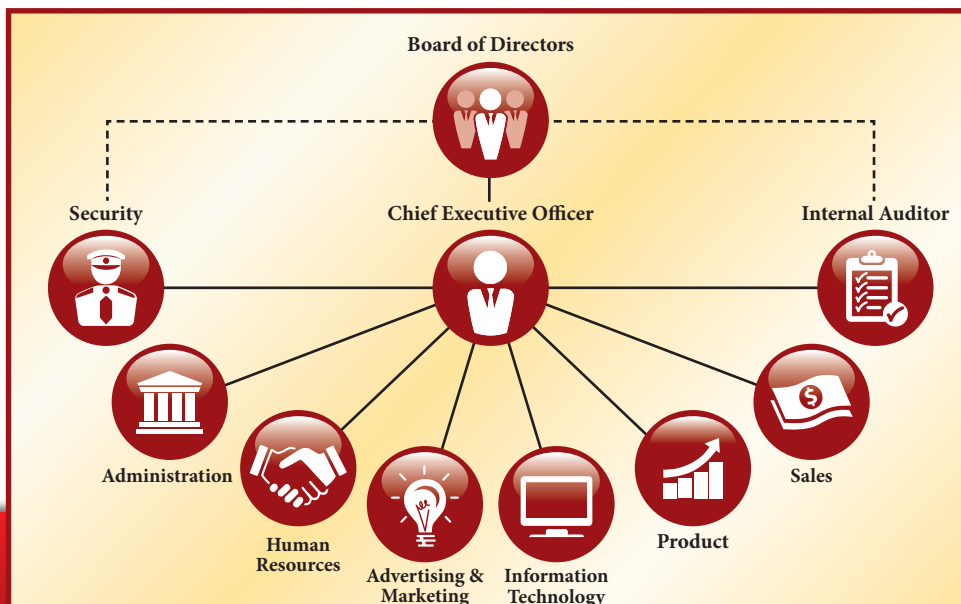 Board of Directors
Security
Chief Executive Officer
Internal Auditor
$
Administration
Sales
Human
Resources
Product
Advertising &
Marketing
Information
Technology